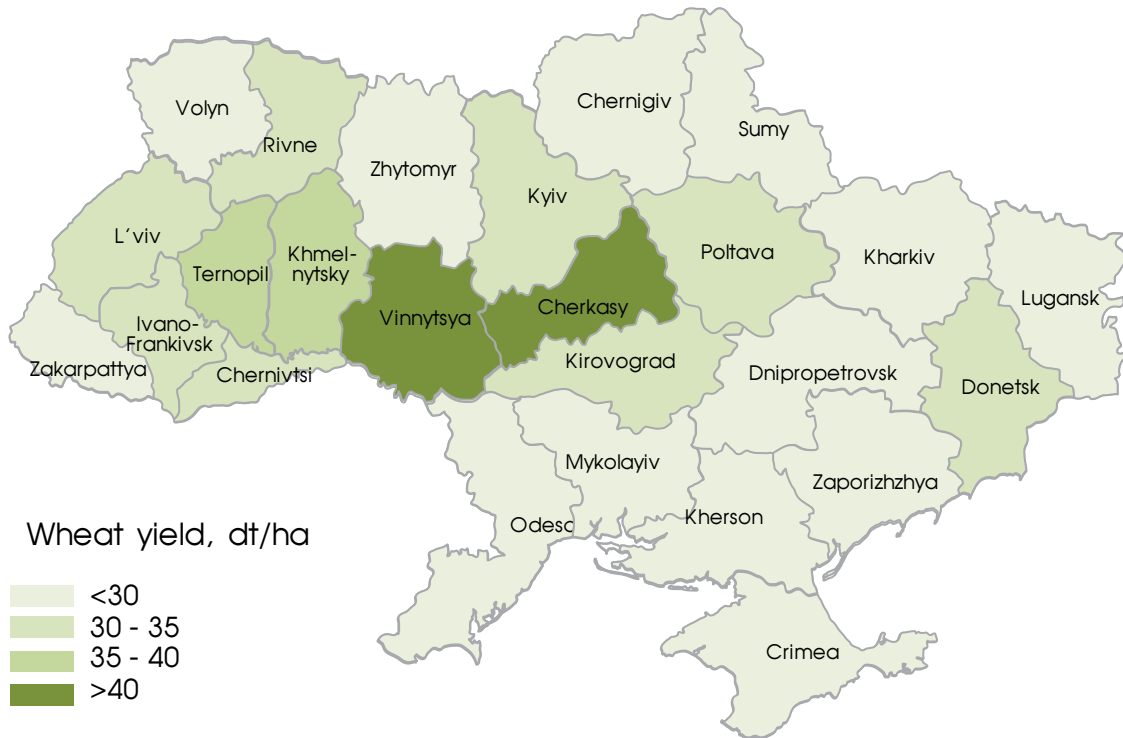 Chernigiv
Volyn
Sumy
Rivne
Zhytomyr
Kyiv
L'viv
Poltava
Khmel-
nytsky
Ternopil
Kharkiv
Lugansk
Cherkasy
Vinnytsya
Ivano-
Frankivsk
Kirovograd
Zakarpattya
Chernivtsi
Dnipropetrovsk
Donetsk
Mykolayiv
Zaporizhzhya
Kherson
Odesa
Crimea
Wheat yield, dt/ha
<30
30 - 35
35 - 40
>40